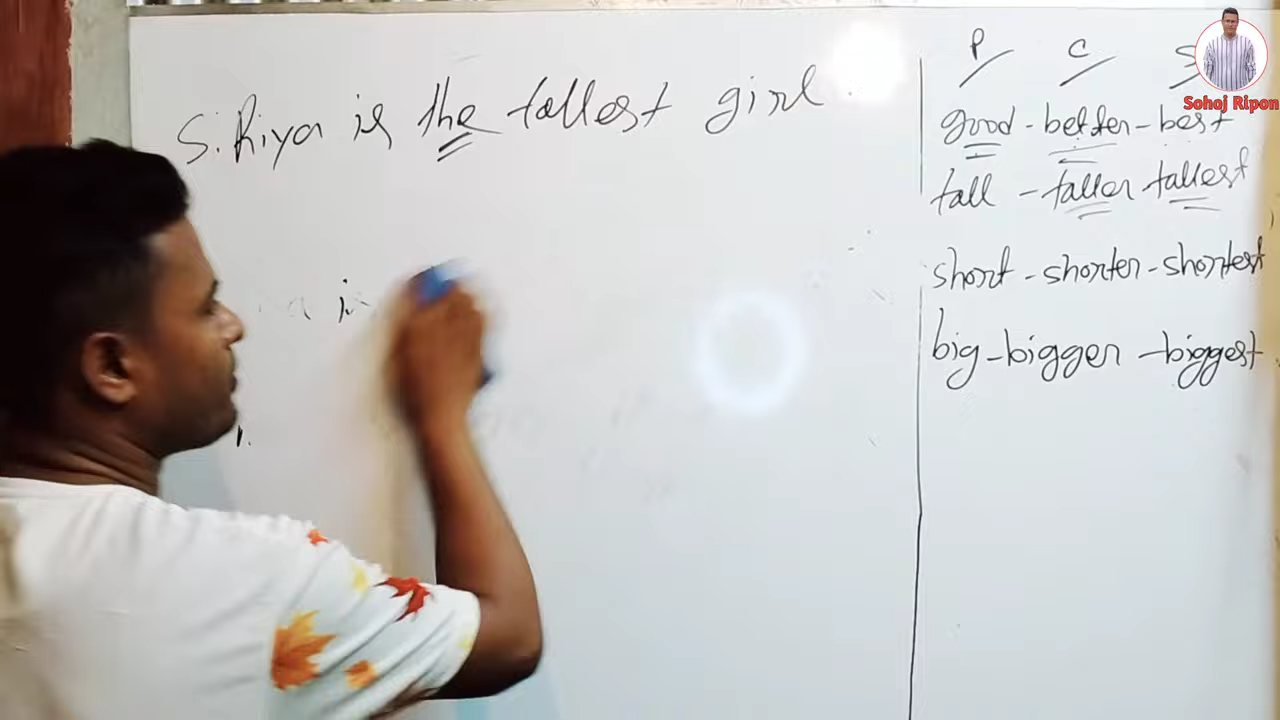 S: Riya is the tallest girl.
P C S
good - better - best
tall - taller tallest
short - shorter - shortest
big - bigger - biggest
Sohoj Ripon